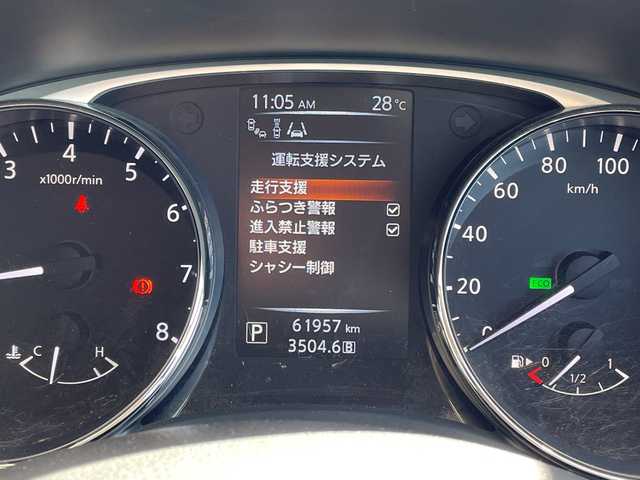 11:05 AM 28°C
運転支援システム
走行支援
ふらつき警報
進入禁止警報
駐車支援
シャシー制御
P 61957 km
3504.6 B
3 4 5 6 7 8
x1000r/min
C H
0 20 40 60 80 100
km/h
ECO
0 1/2 1